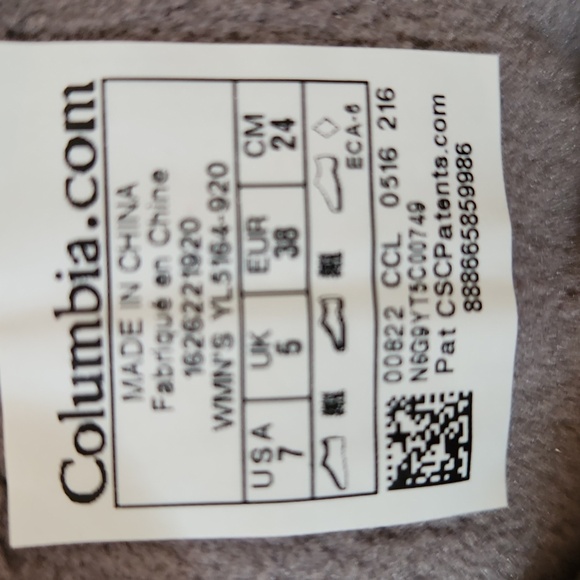 Columbia.com
MADE IN CHINA
Fabriqué en Chine
1626221920
WMN'S YL5164-920
USA UK EUR CM
7 5 38 24
ECA-6
00822 CCL 0516 216
N6G9YT5C00749
Pat CSCPatents.com
888665859986